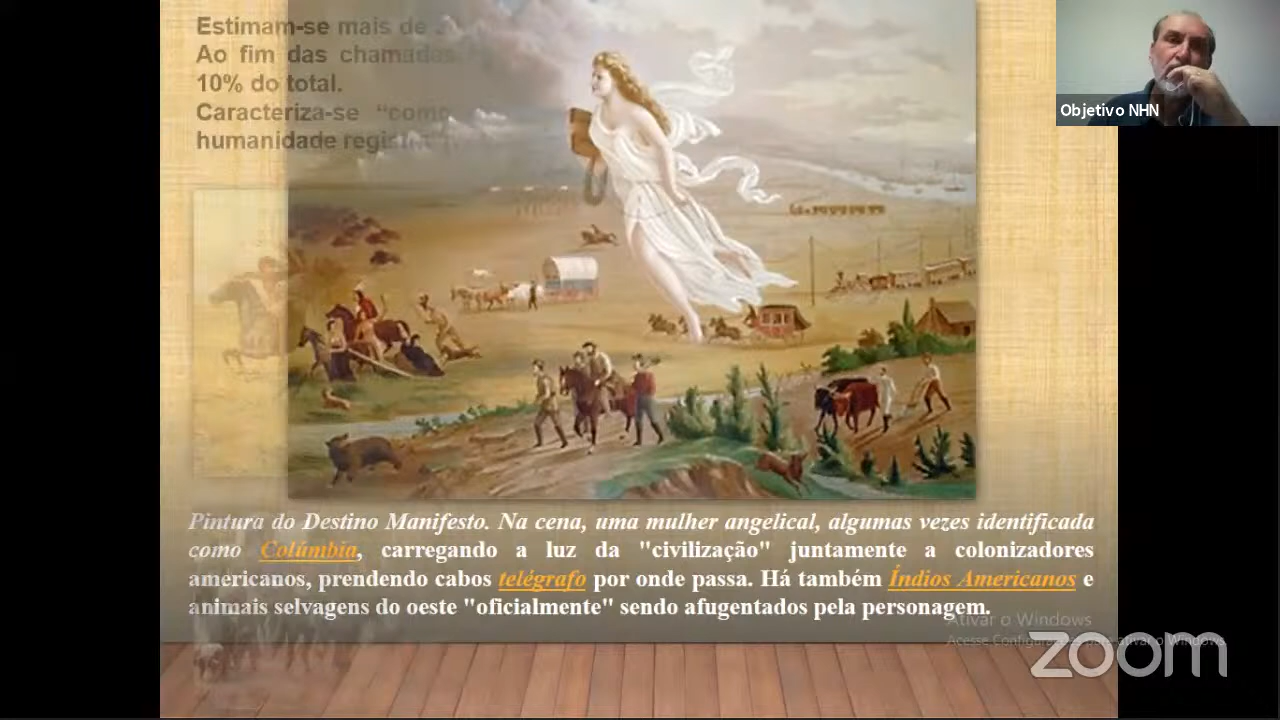 Estimam-se mais de
Ao fim das chamadas
10% do total.
Caracteriza-se “como
humanidade
Objetivo NHN
Pintura do Destino Manifesto. Na cena, uma mulher angelical, algumas vezes identificada
como Colúmbia, carregando a luz da "civilização" juntamente a colonizadores
americanos, prendendo cabos telégrafo por onde passa. Há também Índios Americanos e
animais selvagens do oeste "oficialmente" sendo afugentados pela personagem.
Ativar o Windows
Acesse ativar o Windows.
zoom